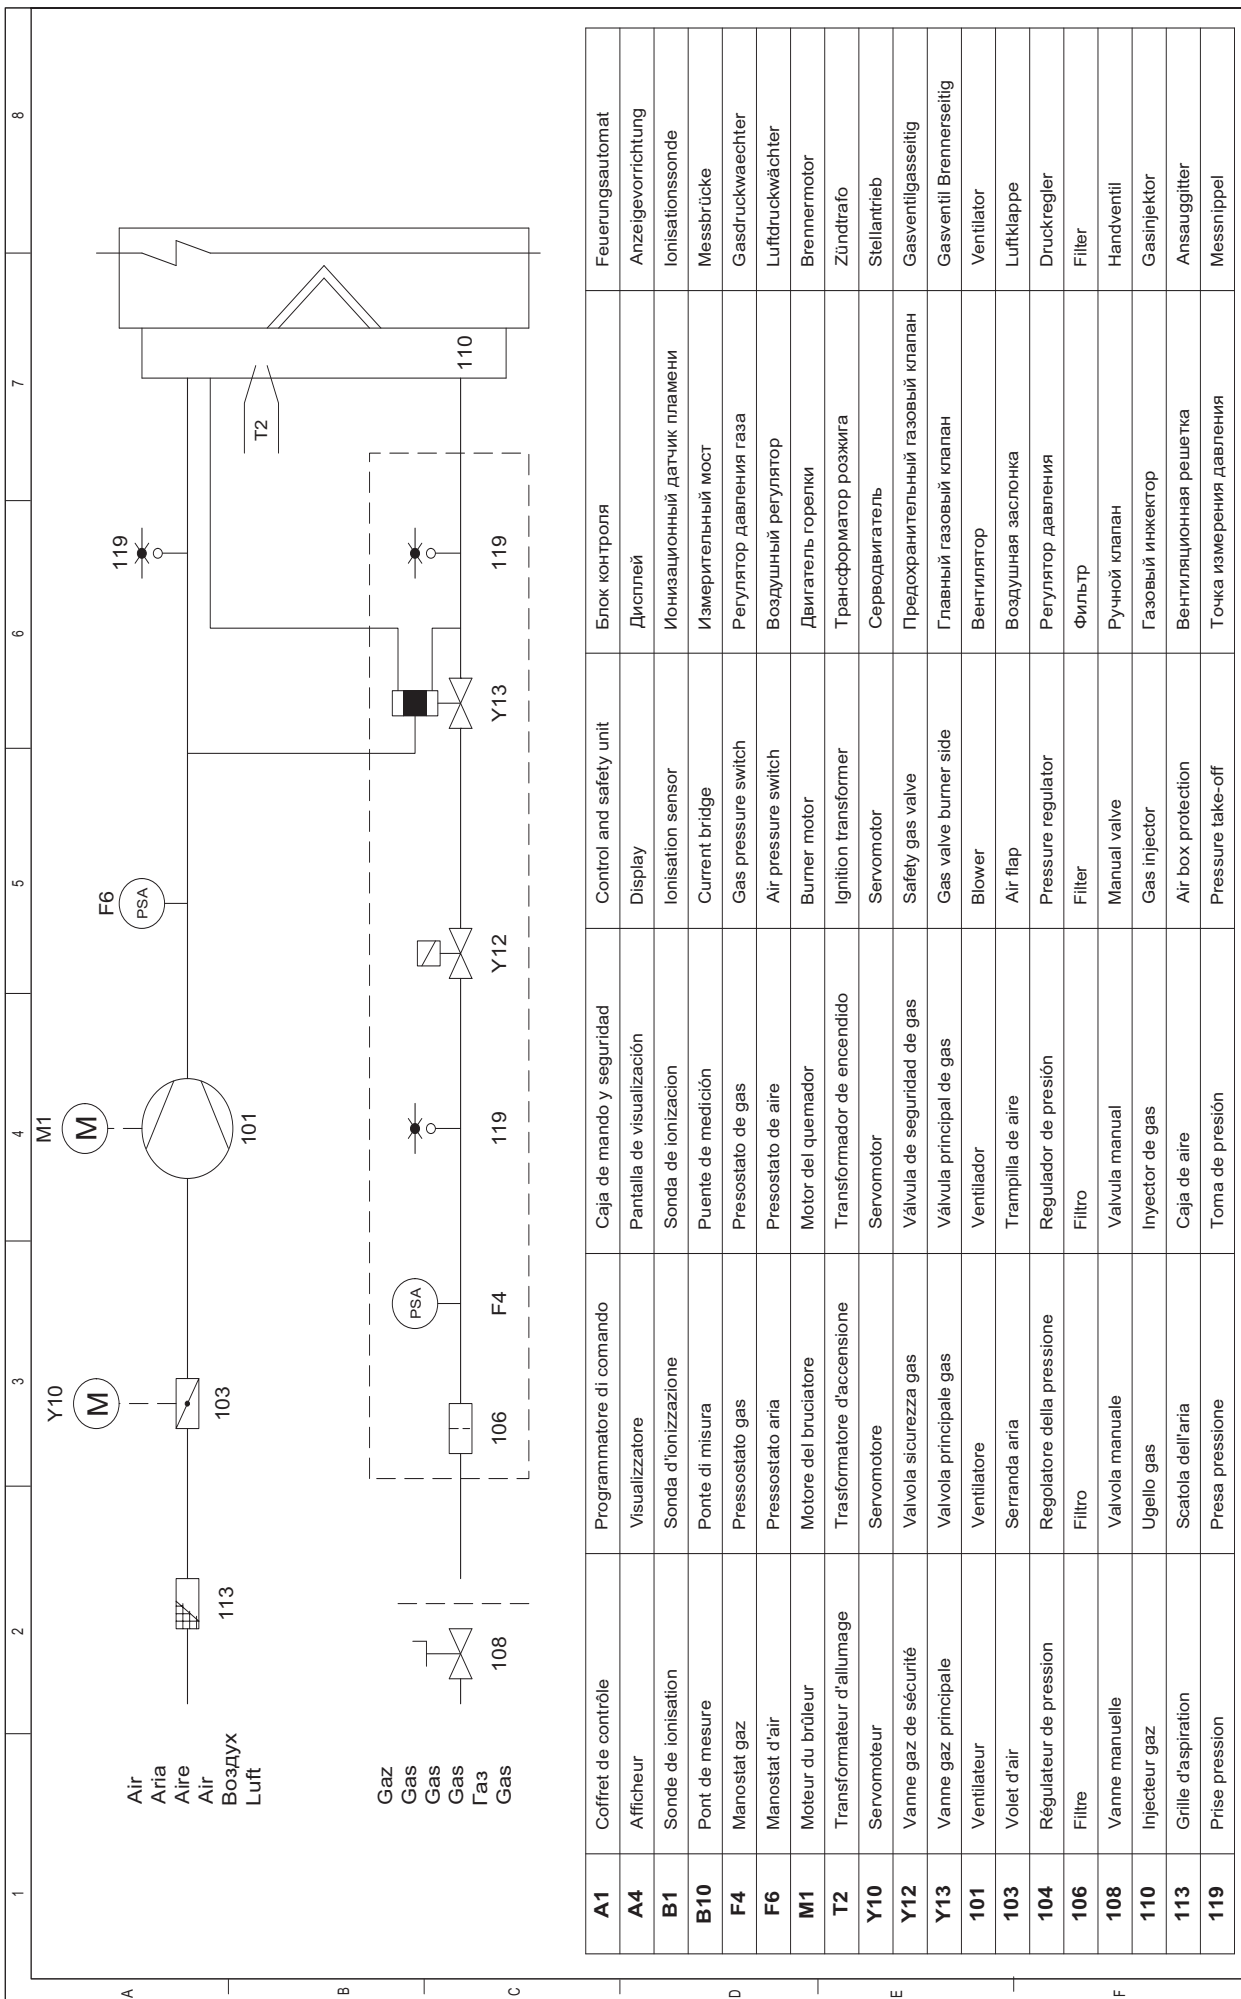 1 2 3 4 5 6 7 8
A
B
C
D
E
F
Air
Aria
Aire
Air
Воздух
Luft
Gaz
Gas
Gas
Gas
Газ
Gas
113
Y10
M
103
M1
M
101
F6
PSA
119
T2
110
108
106
PSA
F4
119
Y12
Y13
119
A1 Coffret de contrôle Programmatore di comando Caja de mando y seguridad Control and safety unit Блок контроля Feuerungsautomat
A4 Afficheur Visualizzatore Pantalla de visualización Display Дисплей Anzeigevorrichtung
B1 Sonde de ionisation Sonda d'ionizzazione Sonda de ionizacion Ionisation sensor Ионизационный датчик пламени Ionisationssonde
B10 Pont de mesure Ponte di misura Puente de medición Current bridge Измерительный мост Messbrücke
F4 Manostat gaz Pressostato gas Presostato de gas Gas pressure switch Регулятор давления газа Gasdruckwaechter
F6 Manostat d'air Pressostato aria Presostato de aire Air pressure switch Воздушный регулятор Luftdruckwächter
M1 Moteur du brûleur Motore del bruciatore Motor del quemador Burner motor Двигатель горелки Brennermotor
T2 Transformateur d'allumage Trasformatore d'accensione Transformador de encendido Ignition transformer Трансформатор розжига Zündtrafo
Y10 Servomoteur Servomotore Servomotor Servomotor Серводвигатель Stellantrieb
Y12 Vanne gaz de sécurité Valvola sicurezza gas Válvula de seguridad de gas Safety gas valve Предохранительный газовый клапан Gasventilgasseitig
Y13 Vanne gaz principale Valvola principale gas Válvula principal de gas Gas valve burner side Главный газовый клапан Gasventil Brennerseitig
101 Ventilateur Ventilatore Ventilador Blower Вентилятор Ventilator
103 Volet d'air Serranda aria Trampilla de aire Air flap Воздушная заслонка Luftklappe
104 Régulateur de pression Regolatore della pressione Regulador de presión Pressure regulator Регулятор давления Druckregler
106 Filtre Filtro Filtro Filter Фильтр Filter
108 Vanne manuelle Valvola manuale Valvula manual Manual valve Ручной клапан Handventil
110 Injecteur gaz Ugello gas Inyector de gas Gas injector Газовый инжектор Gasinjektor
113 Grille d'aspiration Scatola dell'aria Caja de aire Air box protection Вентиляционная решетка Ansauggitter
119 Prise pression Presa pressione Toma de presión Pressure take-off Точка измерения давления Messnippel